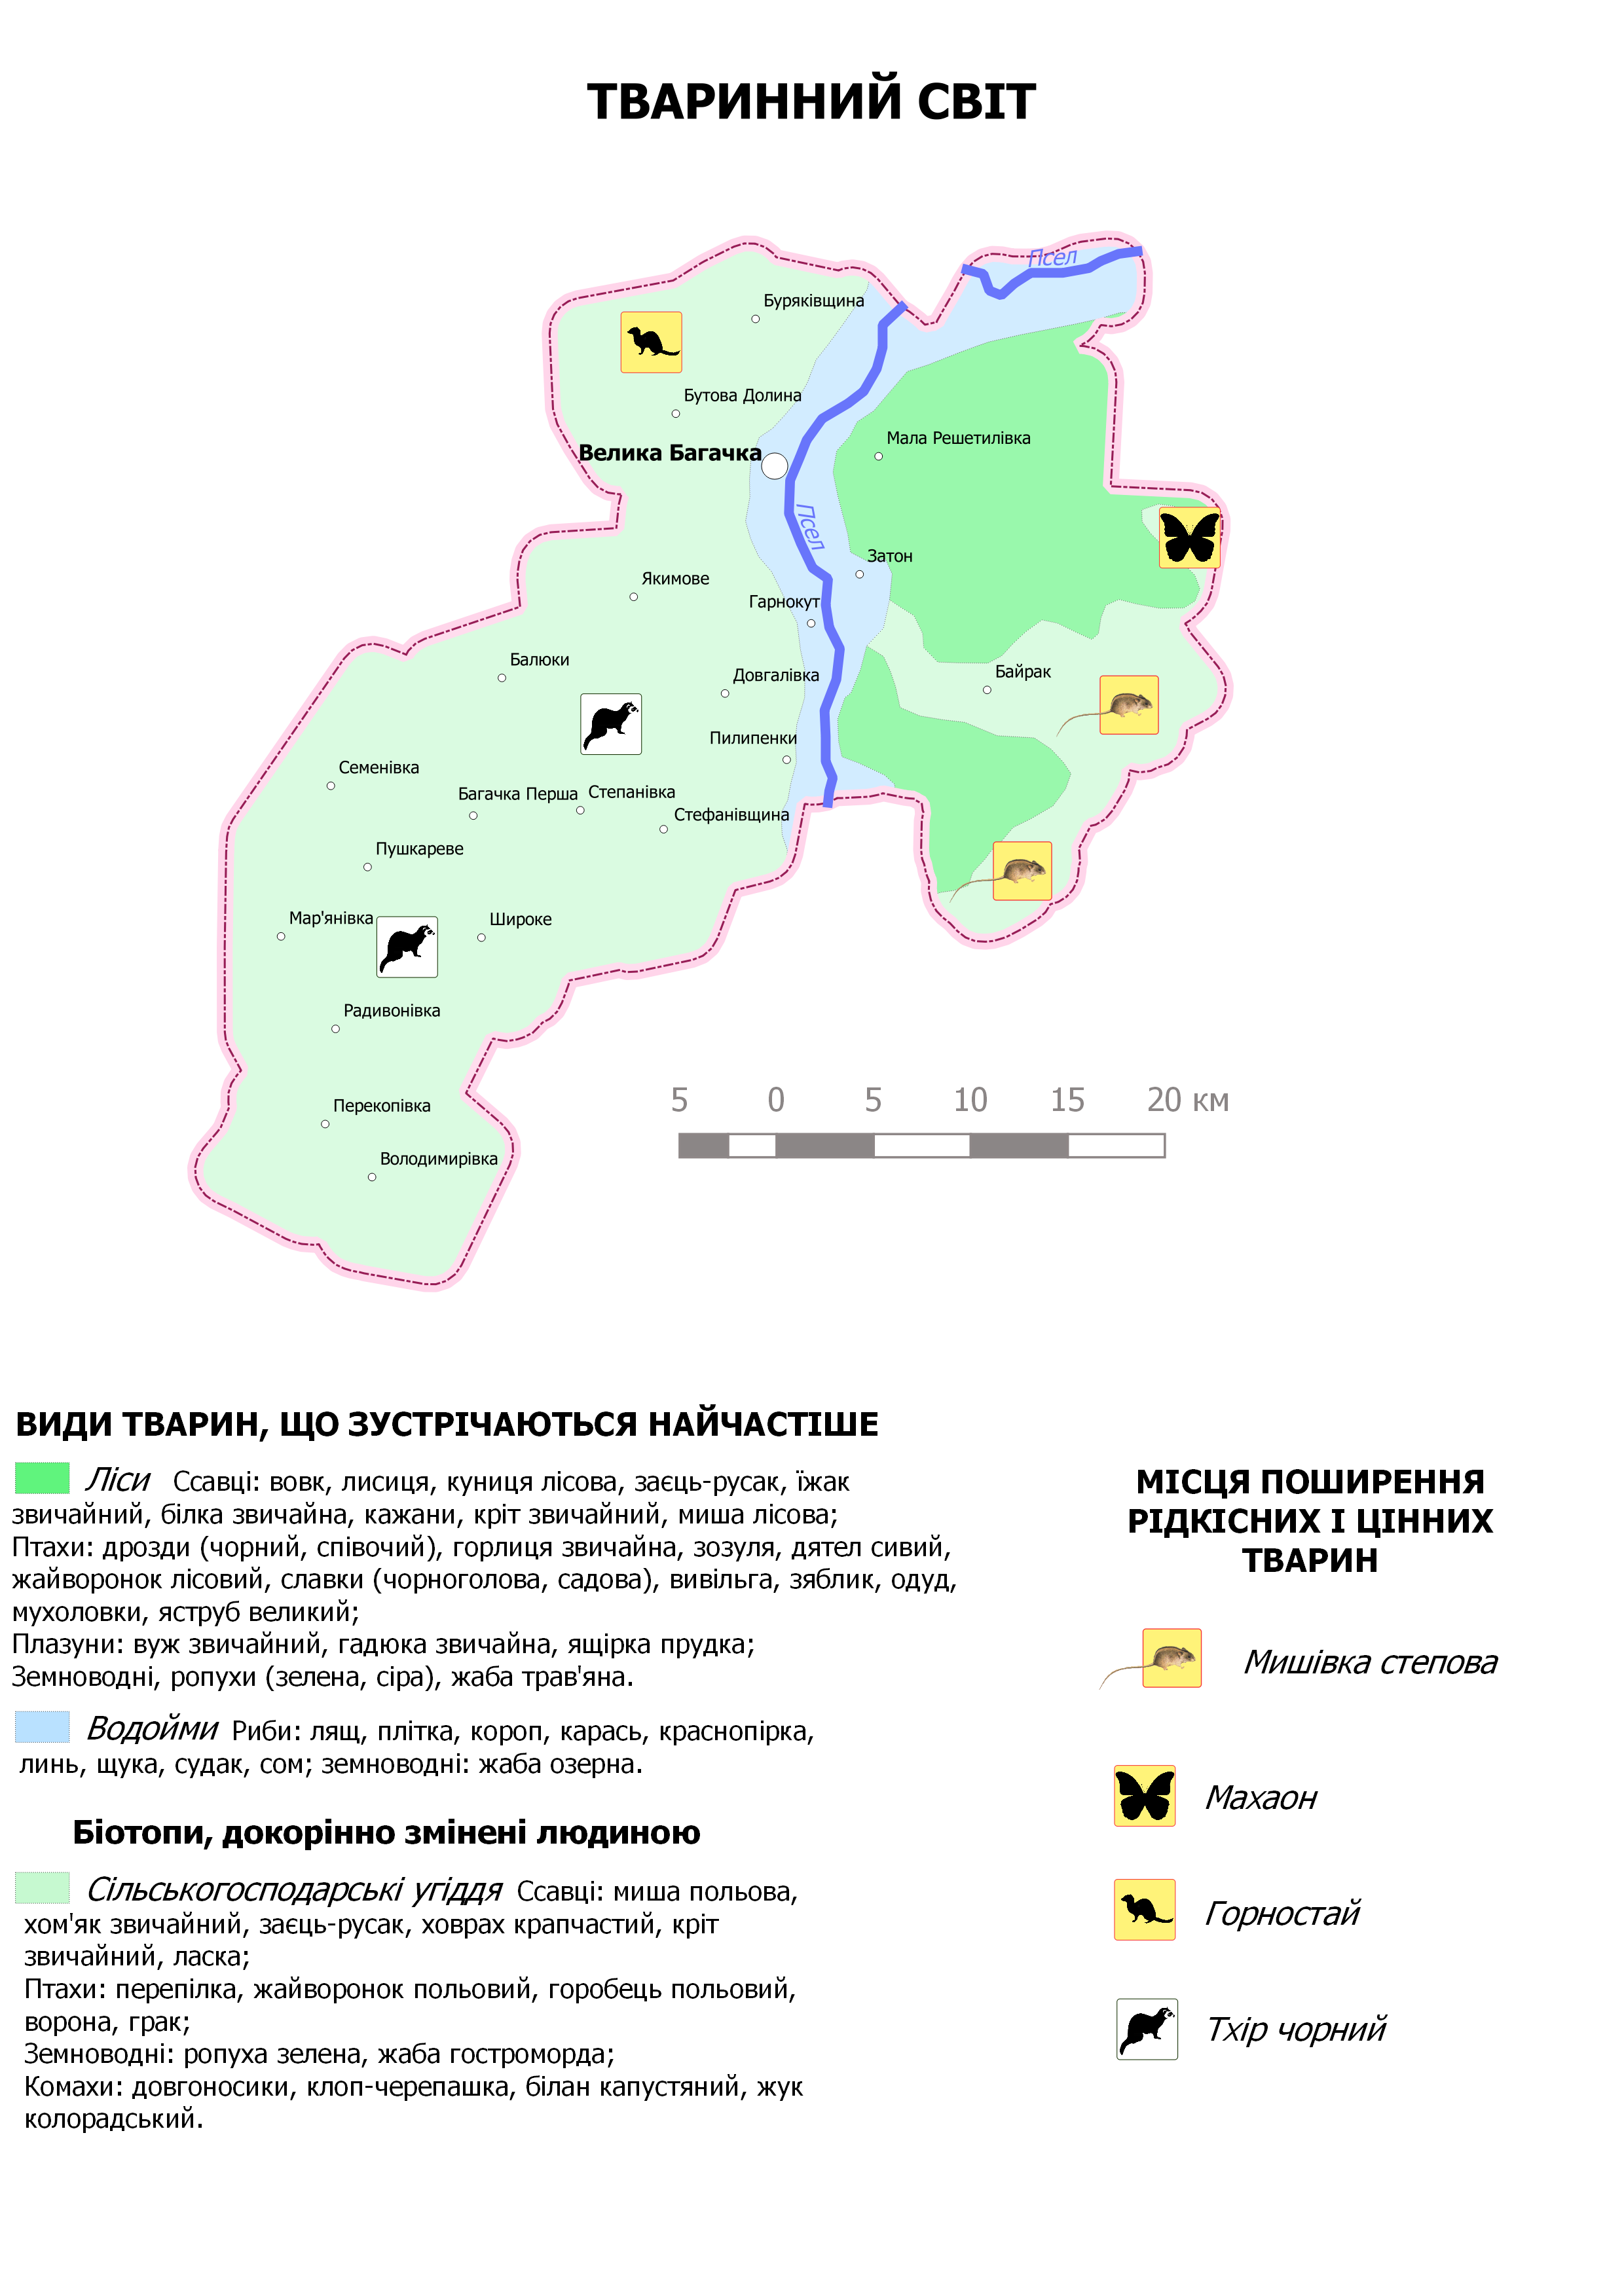 ТВАРИННИЙ СВІТ
Псел
Буряківщина
Бутова Долина
Мала Решетилівка
Велика Багачка
Псел
Затон
Якимове
Гарнокут
Балюки
Довгалівка
Байрак
Пилипенки
Семенівка
Багачка Перша
Степанівка
Стефанівщина
Пушкареве
Мар'янівка
Широке
Радивонівка
Перекопівка
Володимирівка
5 0 5 10 15 20 км
ВИДИ ТВАРИН, ЩО ЗУСТРІЧАЮТЬСЯ НАЙЧАСТІШЕ
Ліси Ссавці: вовк, лисиця, куниця лісова, заєць-русак, їжак
звичайний, білка звичайна, кажани, кріт звичайний, миша лісова;
Птахи: дрозди (чорний, співочий), горлиця звичайна, зозуля, дятел сивий,
жайворонок лісовий, славки (чорноголова, садова), вивільга, зяблик, одуд,
мухоловки, яструб великий;
Плазуни: вуж звичайний, гадюка звичайна, ящірка прудка;
Земноводні, ропухи (зелена, сіра), жаба трав'яна.
Водойми Риби: лящ, плітка, короп, карась, краснопірка,
линь, щука, судак, сом; земноводні: жаба озерна.
Біотопи, докорінно змінені людиною
Сільськогосподарські угіддя Ссавці: миша польова,
хом'як звичайний, заєць-русак, ховрах крапчастий, кріт
звичайний, ласка;
Птахи: перепілка, жайворонок польовий, горобець польовий,
ворона, грак;
Земноводні: ропуха зелена, жаба гостроморда;
Комахи: довгоносики, клоп-черепашка, білан капустяний, жук
колорадський.
МІСЦЯ ПОШИРЕННЯ
РІДКІСНИХ І ЦІННИХ
ТВАРИН
Мишівка степова
Махаон
Горностай
Тхір чорний